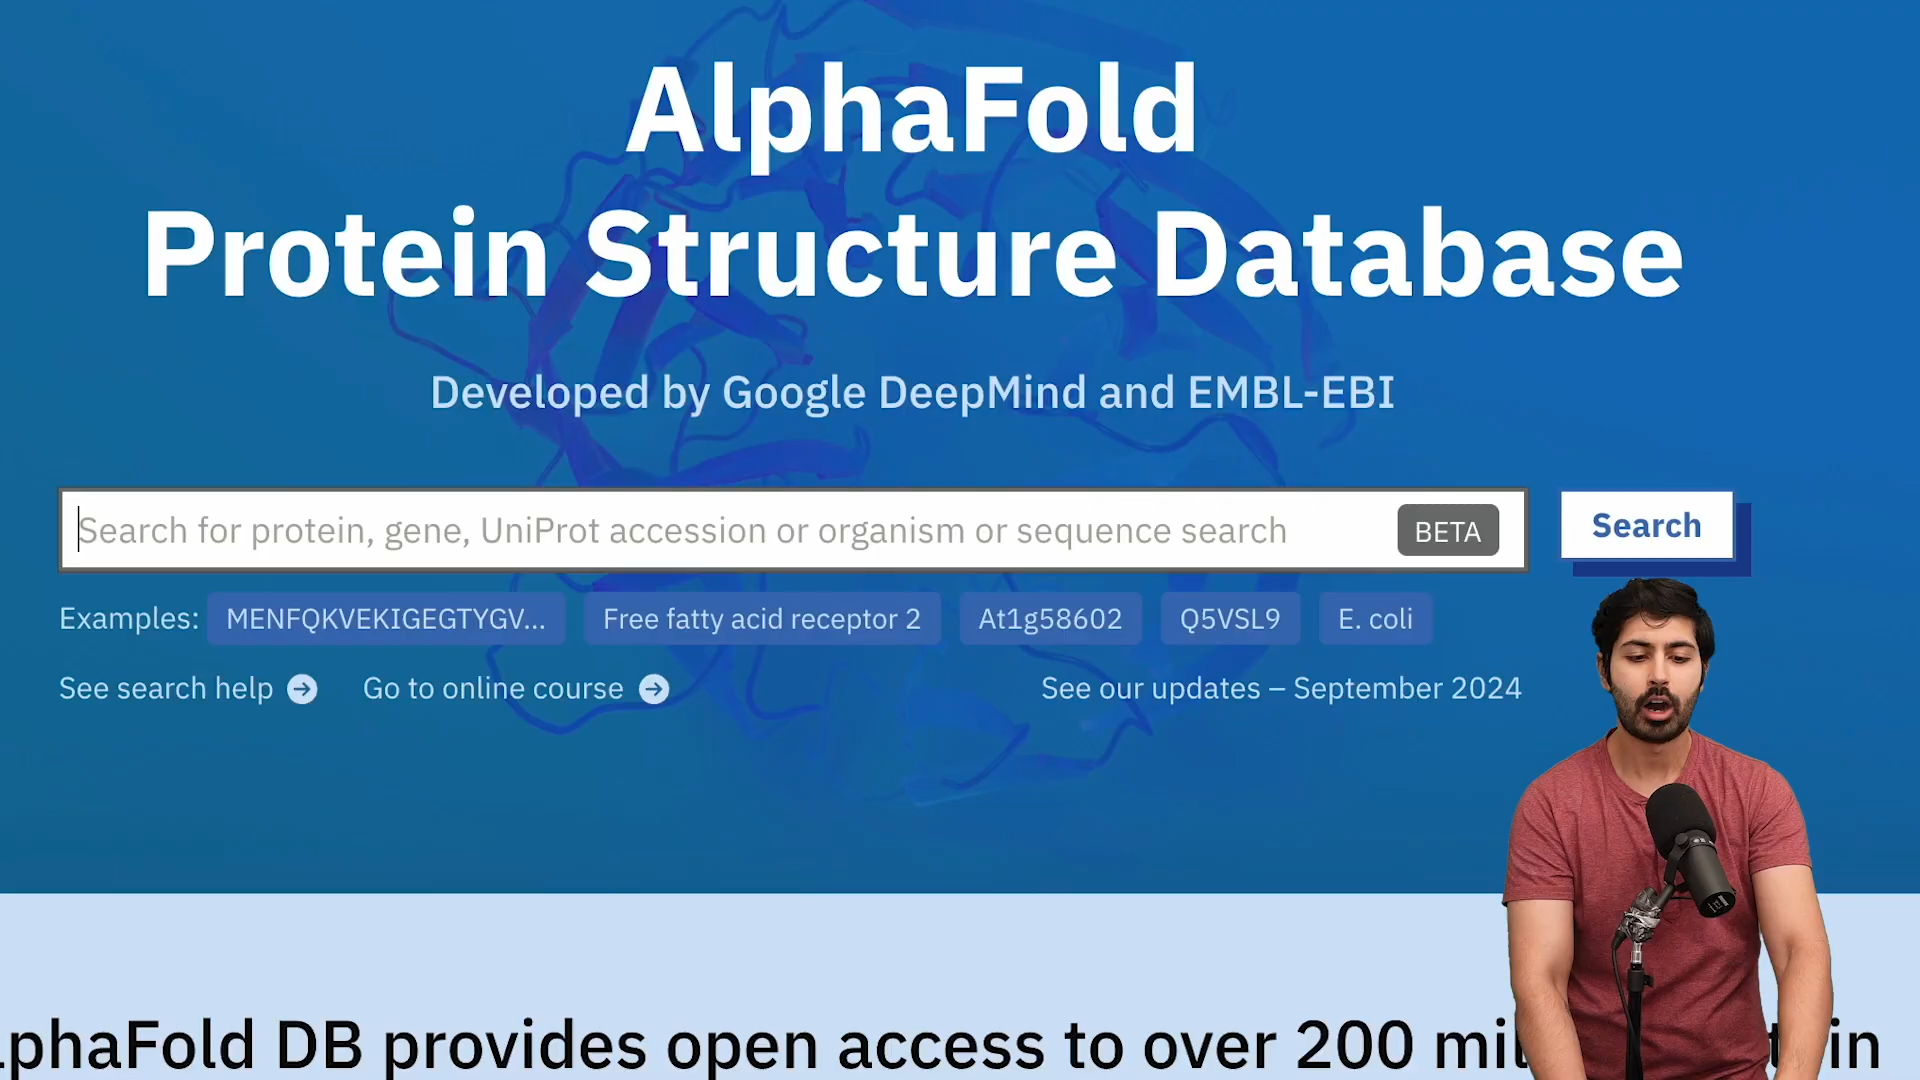 AlphaFold
Protein Structure Database
Developed by Google DeepMind and EMBL-EBI
Search for protein, gene, UniProt accession or organism or sequence search
BETA
Search
Examples: MENFQKVEKIGEGTYGV... Free fatty acid receptor 2 At1g58602 Q5VSL9 E. coli
See search help Go to online course See our updates – September 2024
lphaFold DB provides open access to over 200 mil